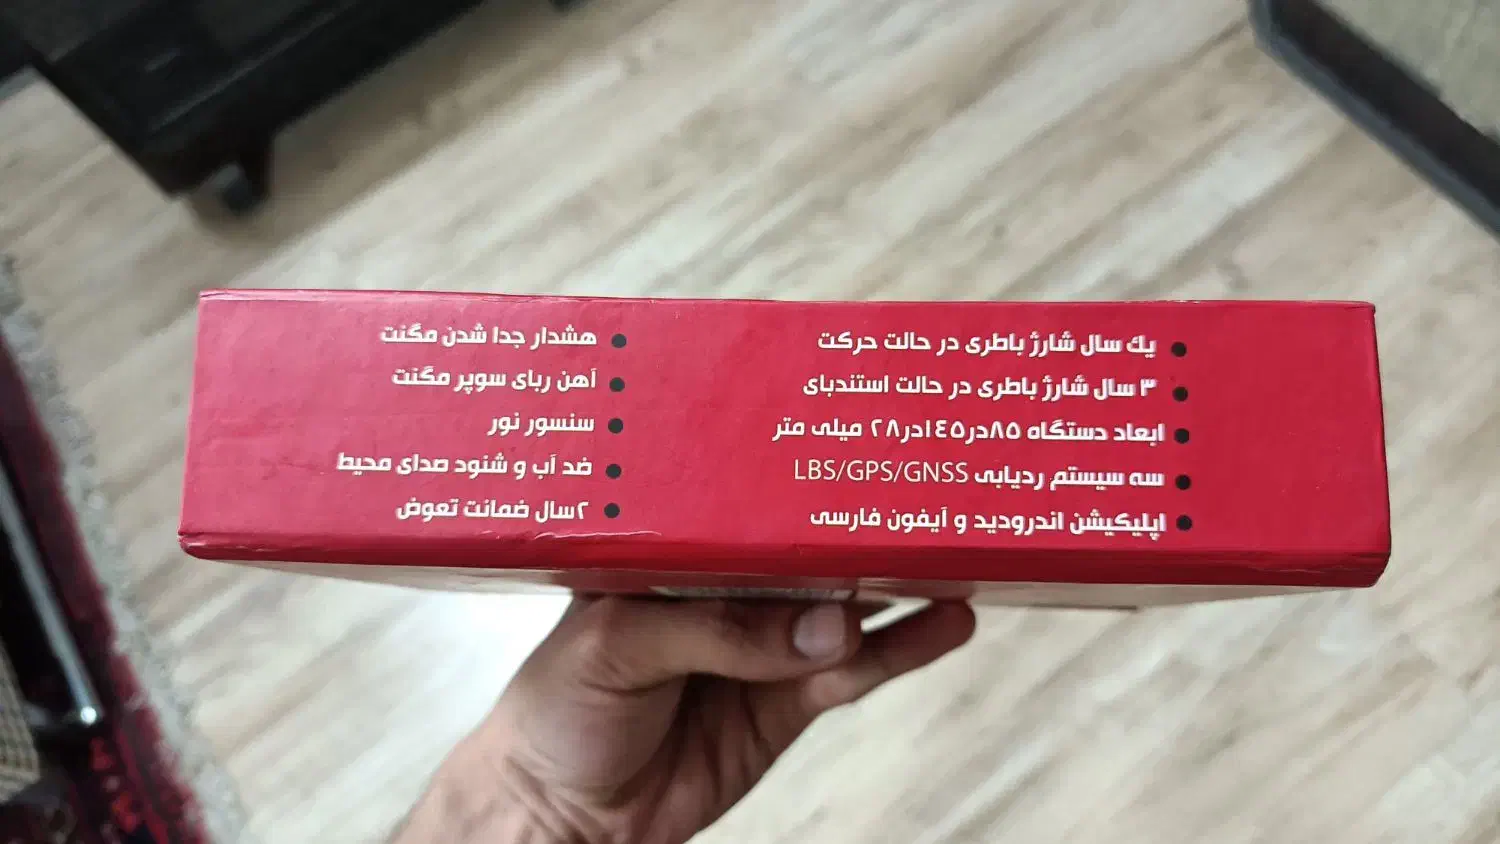 یك سال شارژ باطری در حالت حرکت
۳ سال شارژ باطری در حالت استندبای
ابعاد دستگاه ۸۵در۱٤۵در۲۸ میلی متر
سه سیستم ردیابی LBS/GPS/GNSS
اپلیکیشن اندرودید و آیفون فارسی
هشدار جدا شدن مگنت
آهن ربای سوپر مگنت
سنسور نور
ضد آب و شنود صدای محیط
۲سال ضمانت تعوض